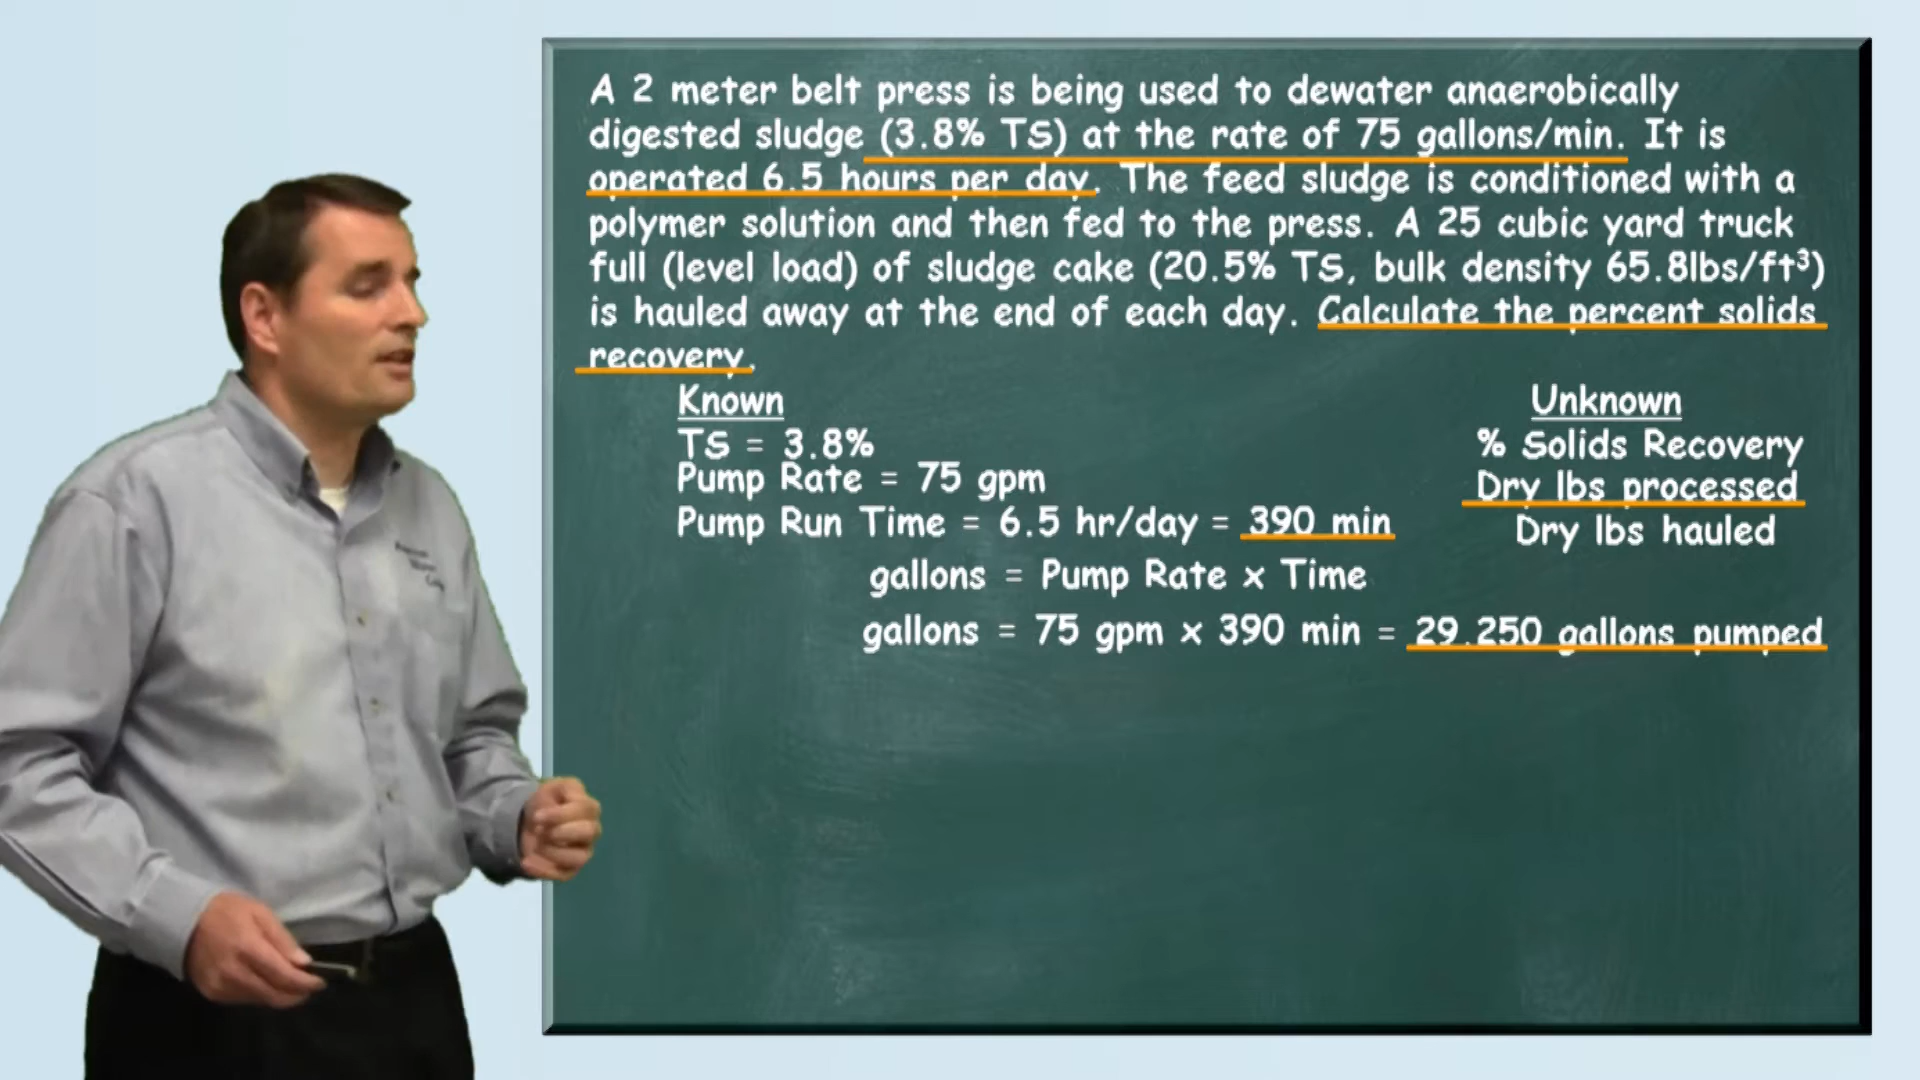 A 2 meter belt press is being used to dewater anaerobically
digested sludge (3.8% TS) at the rate of 75 gallons/min. It is
operated 6.5 hours per day. The feed sludge is conditioned with a
polymer solution and then fed to the press. A 25 cubic yard truck
full (level load) of sludge cake (20.5% TS, bulk density 65.8lbs/ft³)
is hauled away at the end of each day. Calculate the percent solids
recovery.
Known
TS = 3.8%
Pump Rate = 75 gpm
Pump Run Time = 6.5 hr/day = 390 min
Unknown
% Solids Recovery
Dry lbs processed
Dry lbs hauled
gallons = Pump Rate x Time
gallons = 75 gpm x 390 min = 29,250 gallons pumped